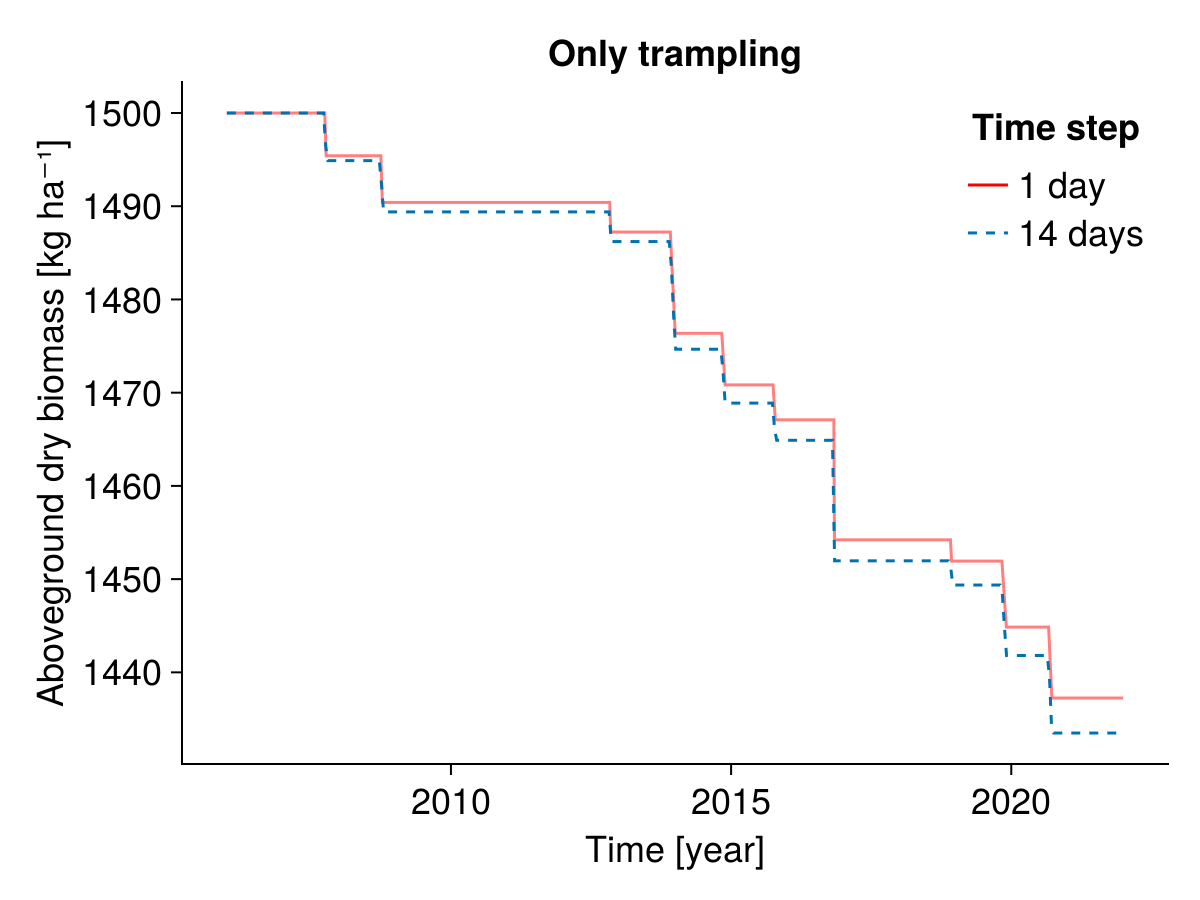 Only trampling
Aboveground dry biomass [kg ha⁻¹]
1500
1490
1480
1470
1460
1450
1440
Time step
1 day
14 days
2010
2015
2020
Time [year]